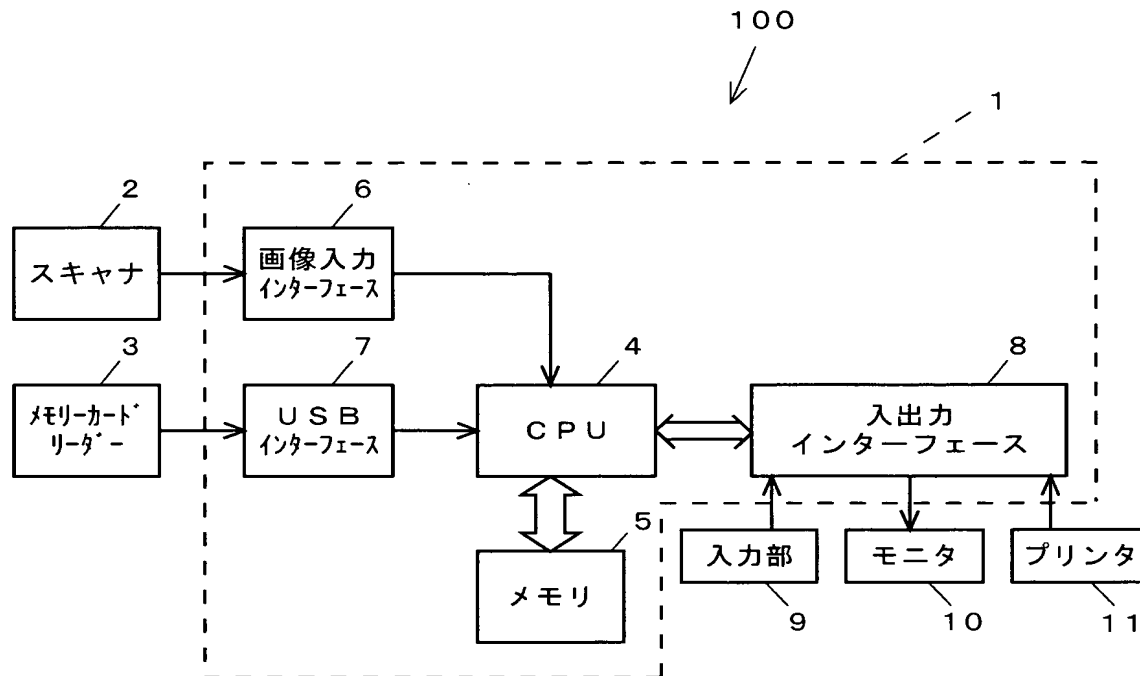 100
1
2
スキャナ
6
画像入力
インターフェース
3
メモリーカード
リーダー
7
USB
インターフェース
4
CPU
8
入出力
インターフェース
5
メモリ
入力部
9
モニタ
10
プリンタ
11